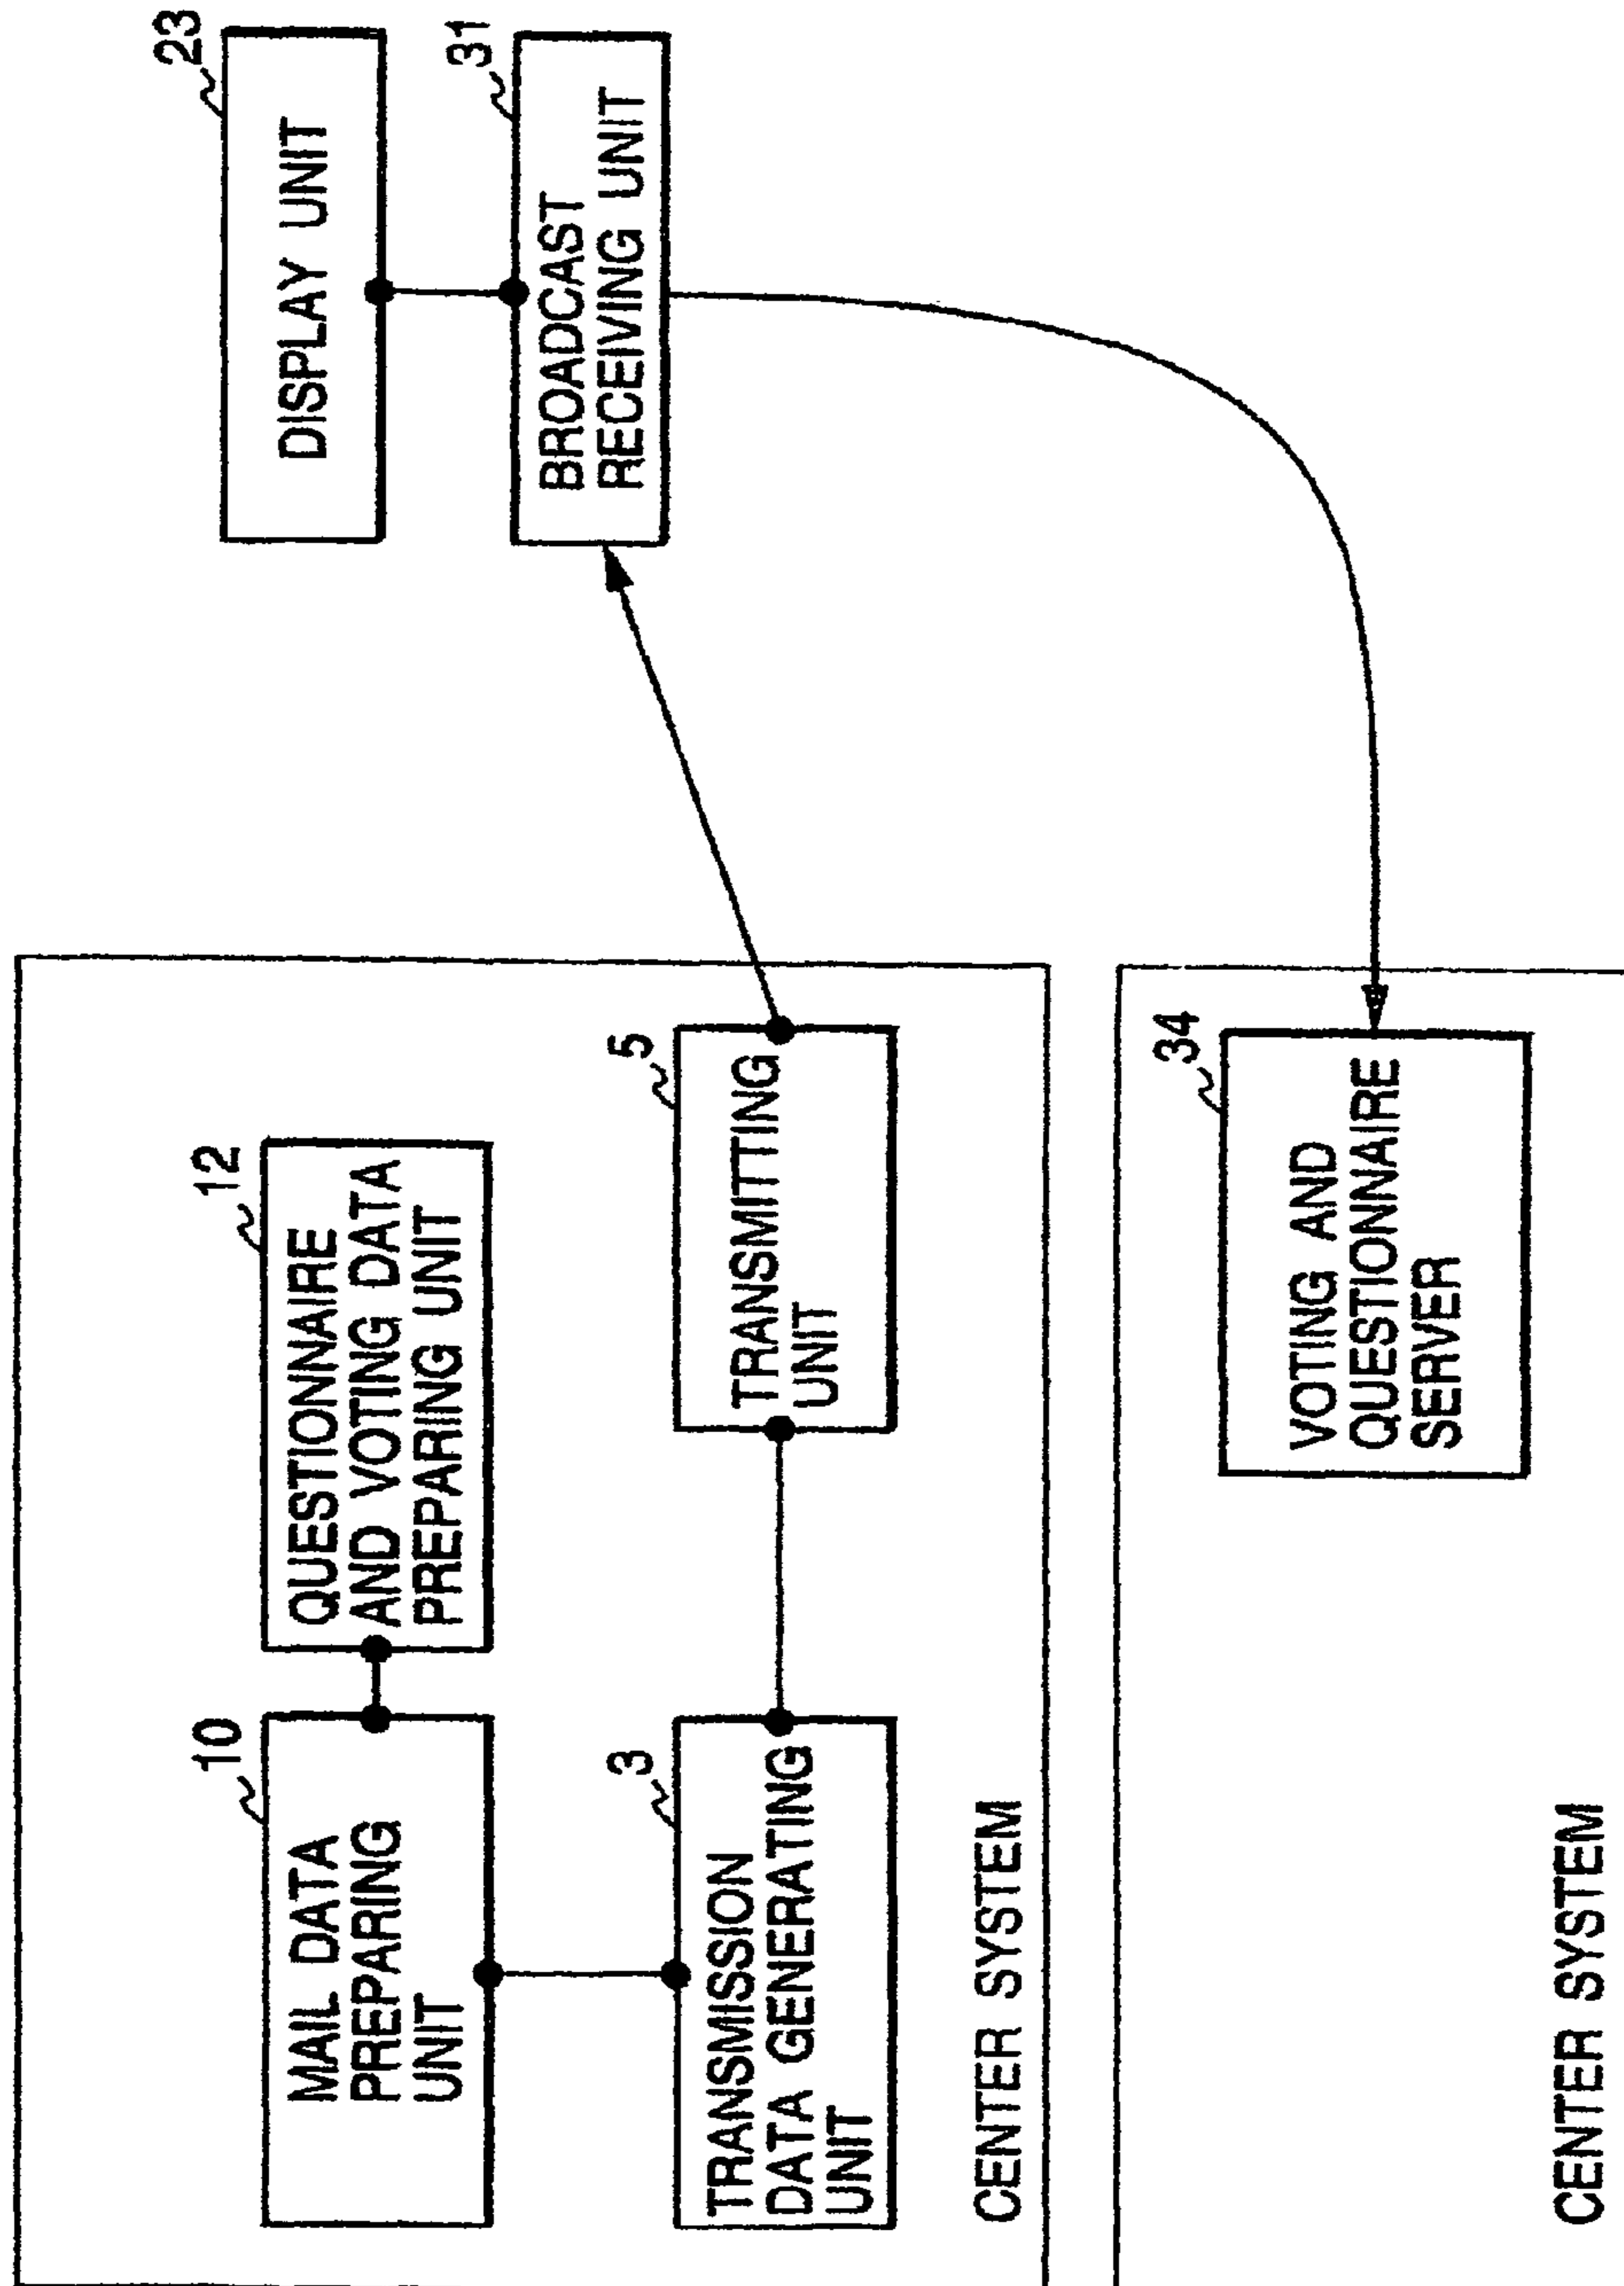 10
MAIL DATA
PREPARING
UNIT
12
QUESTIONNAIRE
AND VOTING DATA
PREPARING UNIT
23
DISPLAY UNIT
31
BROADCAST
RECEIVING UNIT
3
TRANSMISSION
DATA GENERATING
UNIT
5
TRANSMITTING
UNIT
CENTER SYSTEM
34
VOTING AND
QUESTIONNAIRE
SERVER
CENTER SYSTEM